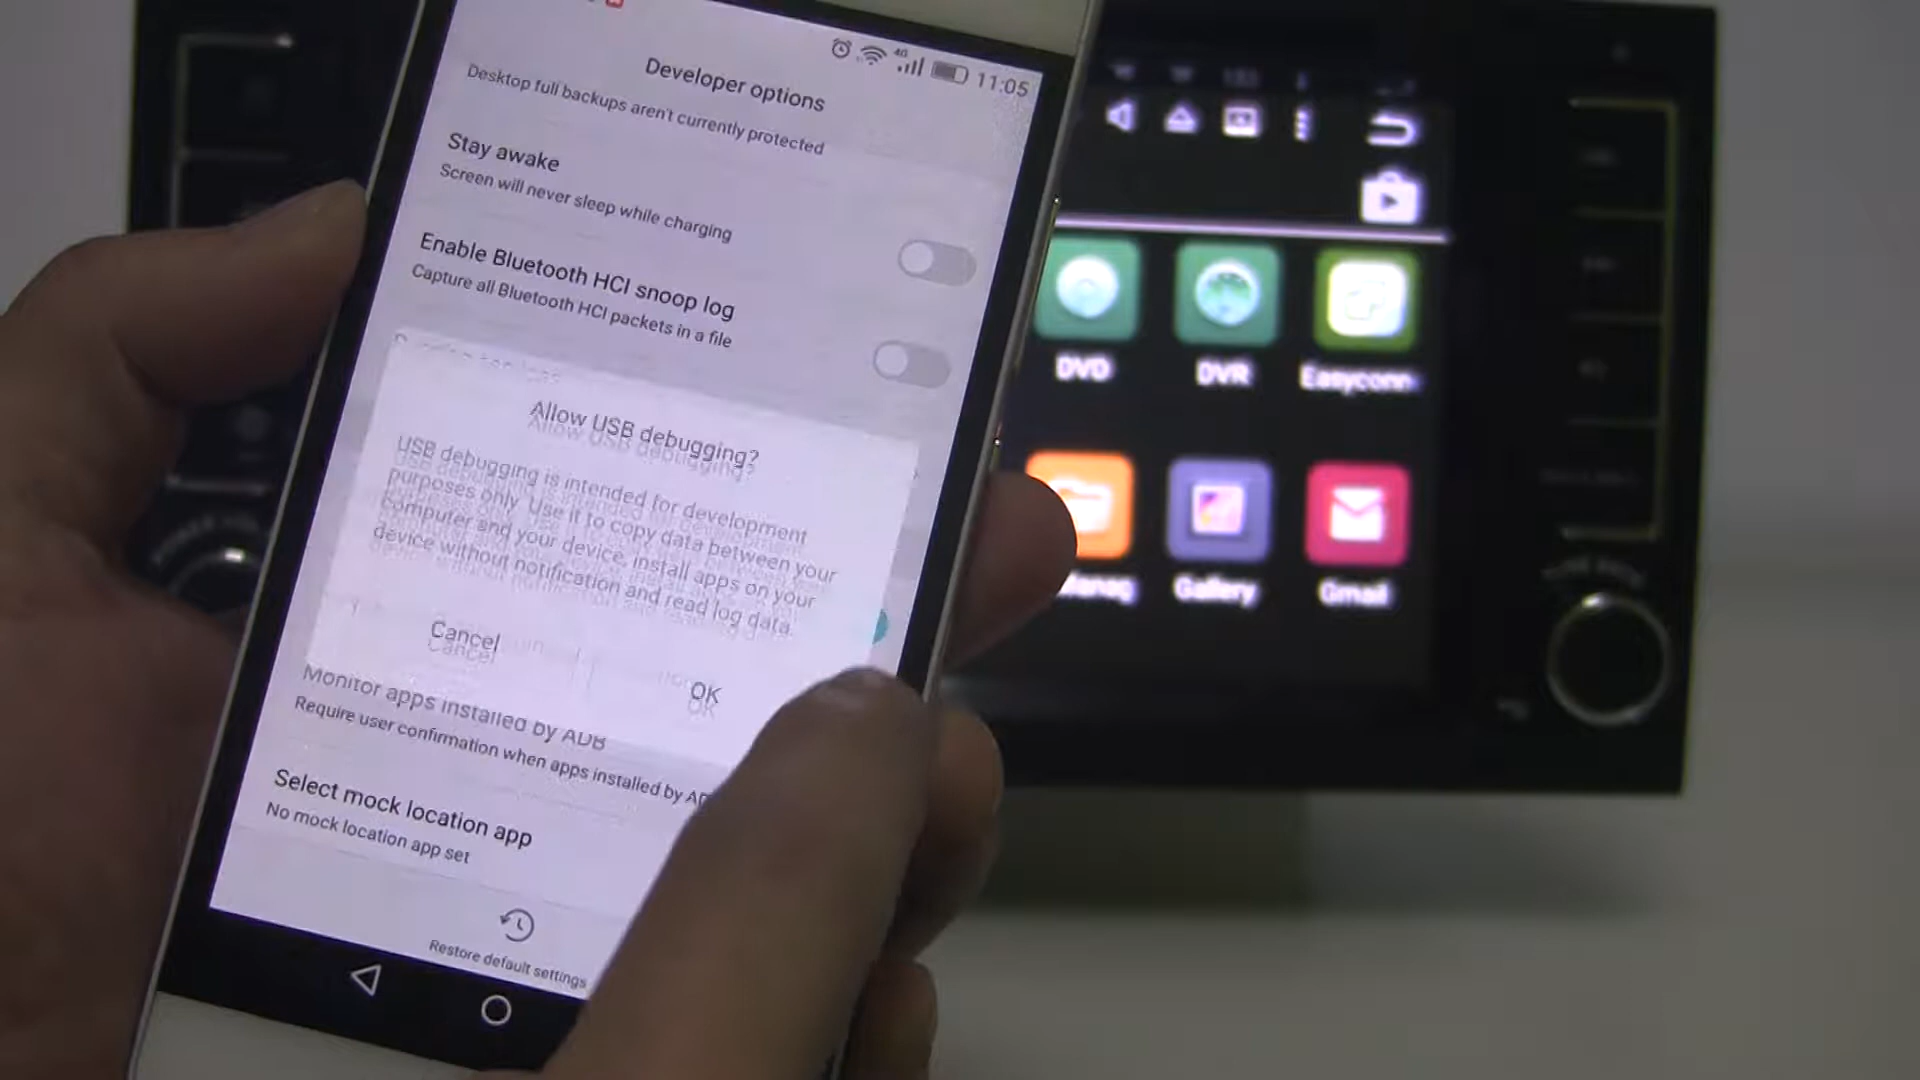 4G 11:05
Developer options
Desktop full backups aren't currently protected
Stay awake
Screen will never sleep while charging
Enable Bluetooth HCI snoop log
Capture all Bluetooth HCI packets in a file
Allow USB debugging?
USB debugging is intended for development
purposes only. Use it to copy data between your
computer and your device, install apps on your
device without notification and read log data.
Cancel
OK
Monitor apps installed by ADB
Require user confirmation when apps installed by
Select mock location app
No mock location app set
Restore default settings
DVD
DVR
Easyconn
Gallery
Gmail